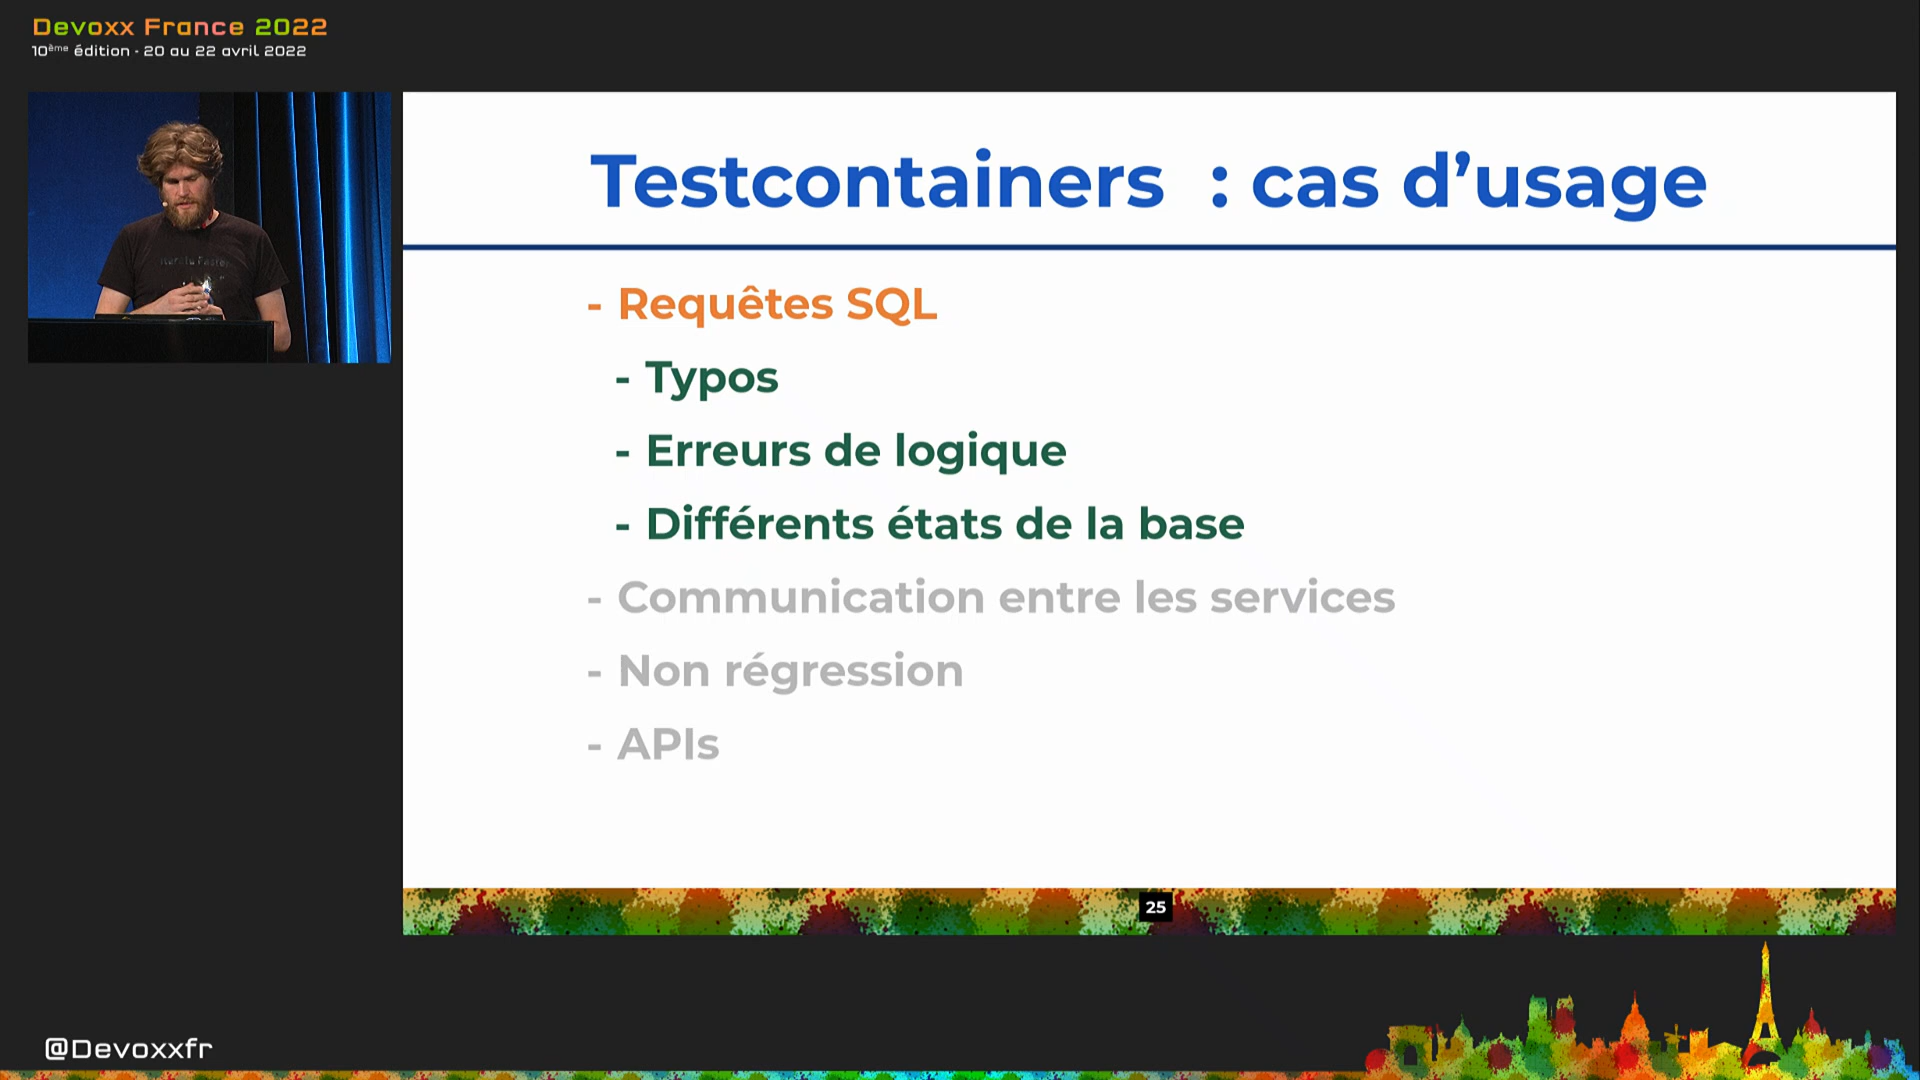 Devoxx France 2022
10ème édition - 20 au 22 avril 2022
Testcontainers : cas d’usage
- Requêtes SQL
- Typos
- Erreurs de logique
- Différents états de la base
- Communication entre les services
- Non régression
- APIs
25
@Devoxxfr